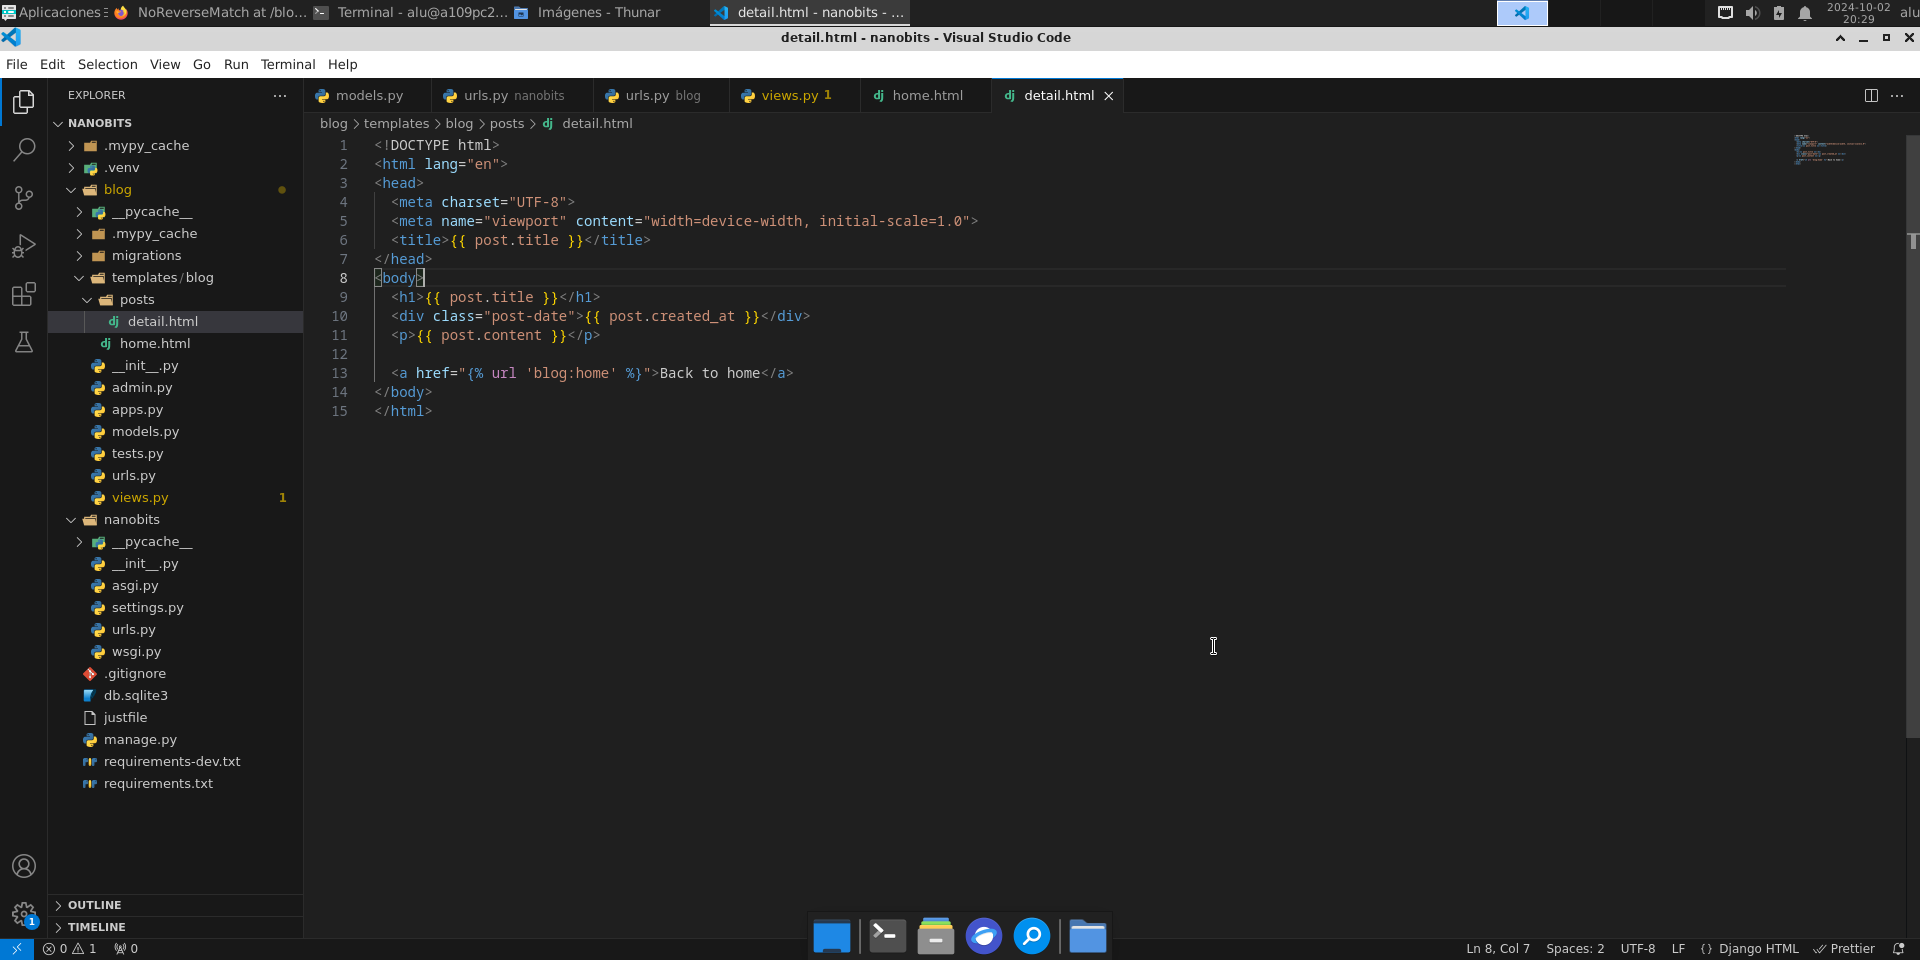 Aplicaciones
NoReverseMatch at /blo...
Terminal - alu@a109pc2...
Imágenes - Thunar
detail.html - nanobits - ...
2024-10-02
20:29
alu
detail.html - nanobits - Visual Studio Code
File Edit Selection View Go Run Terminal Help
EXPLORER
NANOBITS
.mypy_cache
.venv
blog
__pycache__
.mypy_cache
migrations
templates/blog
posts
detail.html
home.html
__init__.py
admin.py
apps.py
models.py
tests.py
urls.py
views.py 1
nanobits
__pycache__
__init__.py
asgi.py
settings.py
urls.py
wsgi.py
.gitignore
db.sqlite3
justfile
manage.py
requirements-dev.txt
requirements.txt
OUTLINE
TIMELINE
models.py
urls.py nanobits
urls.py blog
views.py 1
home.html
detail.html
blog > templates > blog > posts > detail.html
1 <!DOCTYPE html>
2 <html lang="en">
3 <head>
4   <meta charset="UTF-8">
5   <meta name="viewport" content="width=device-width, initial-scale=1.0">
6   <title>{{ post.title }}</title>
7 </head>
8 <body>
9   <h1>{{ post.title }}</h1>
10   <div class="post-date">{{ post.created_at }}</div>
11   <p>{{ post.content }}</p>
12
13   <a href="{% url 'blog:home' %}">Back to home</a>
14 </body>
15 </html>
1
0 1 0
Ln 8, Col 7 Spaces: 2 UTF-8 LF {} Django HTML Prettier